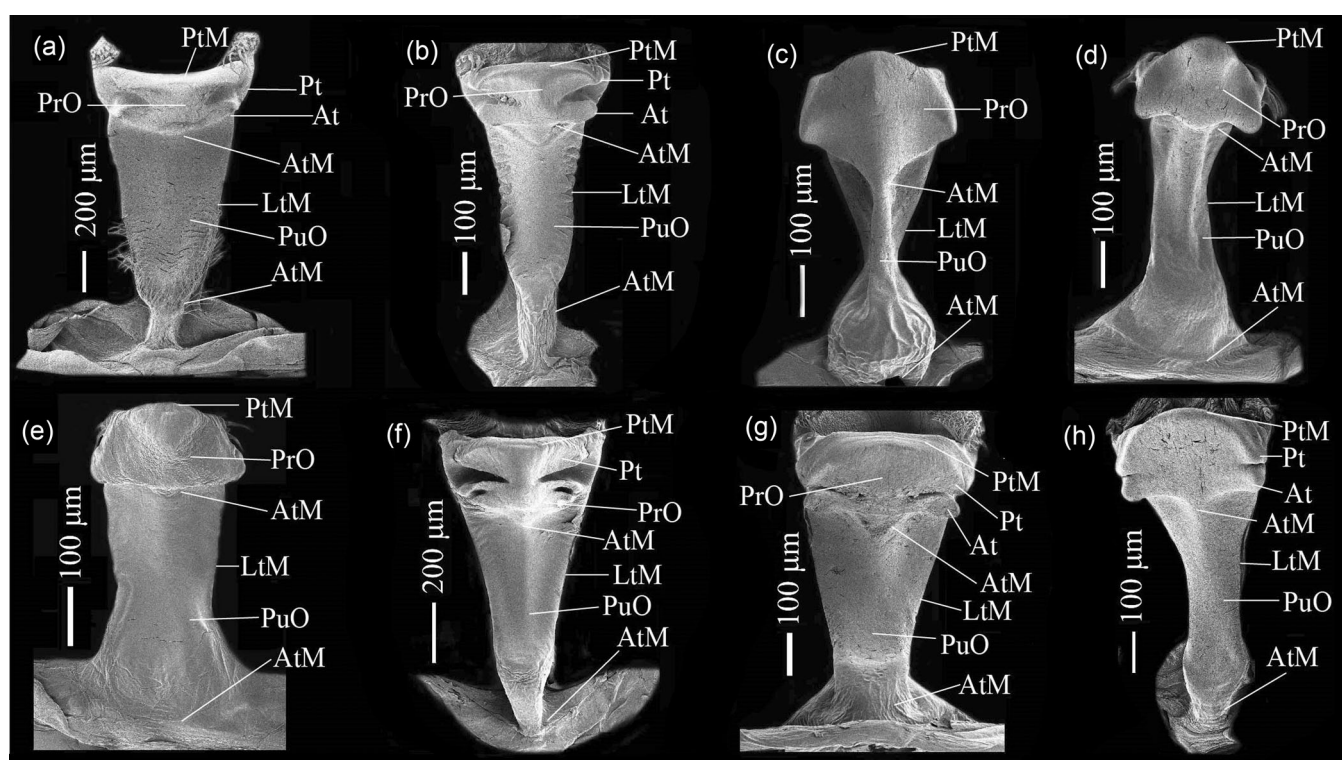 (a)
PtM
Pt
PrO
At
AtM
LtM
PuO
AtM
200 µm
(b)
PtM
Pt
PrO
At
AtM
LtM
PuO
AtM
100 µm
(c)
PtM
PrO
AtM
LtM
PuO
AtM
100 µm
(d)
PtM
PrO
AtM
LtM
PuO
AtM
100 µm
(e)
PtM
PrO
AtM
LtM
PuO
AtM
100 µm
(f)
PtM
Pt
PrO
AtM
LtM
PuO
AtM
200 µm
(g)
PrO
PtM
Pt
At
AtM
LtM
PuO
AtM
100 µm
(h)
PtM
Pt
At
AtM
LtM
PuO
AtM
100 µm